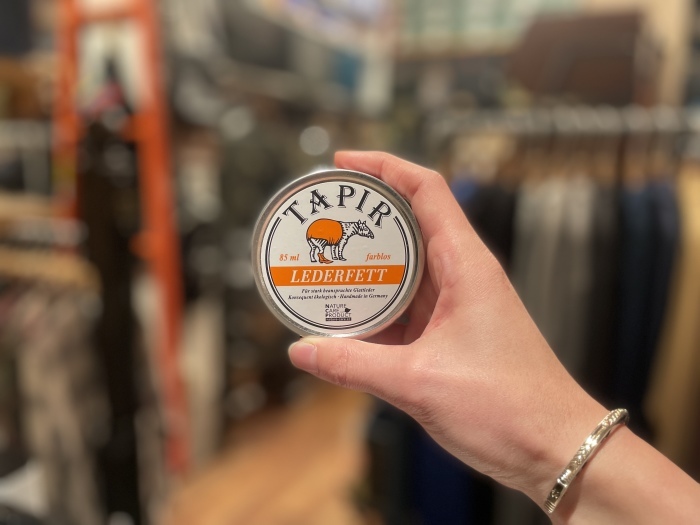 TAPIR
85 ml farblos
LEDERFETT
Für stark beanspruchte Glattleder
Konsequent ökologisch · Handmade in Germany
NATURE
CARE
PRODUCT